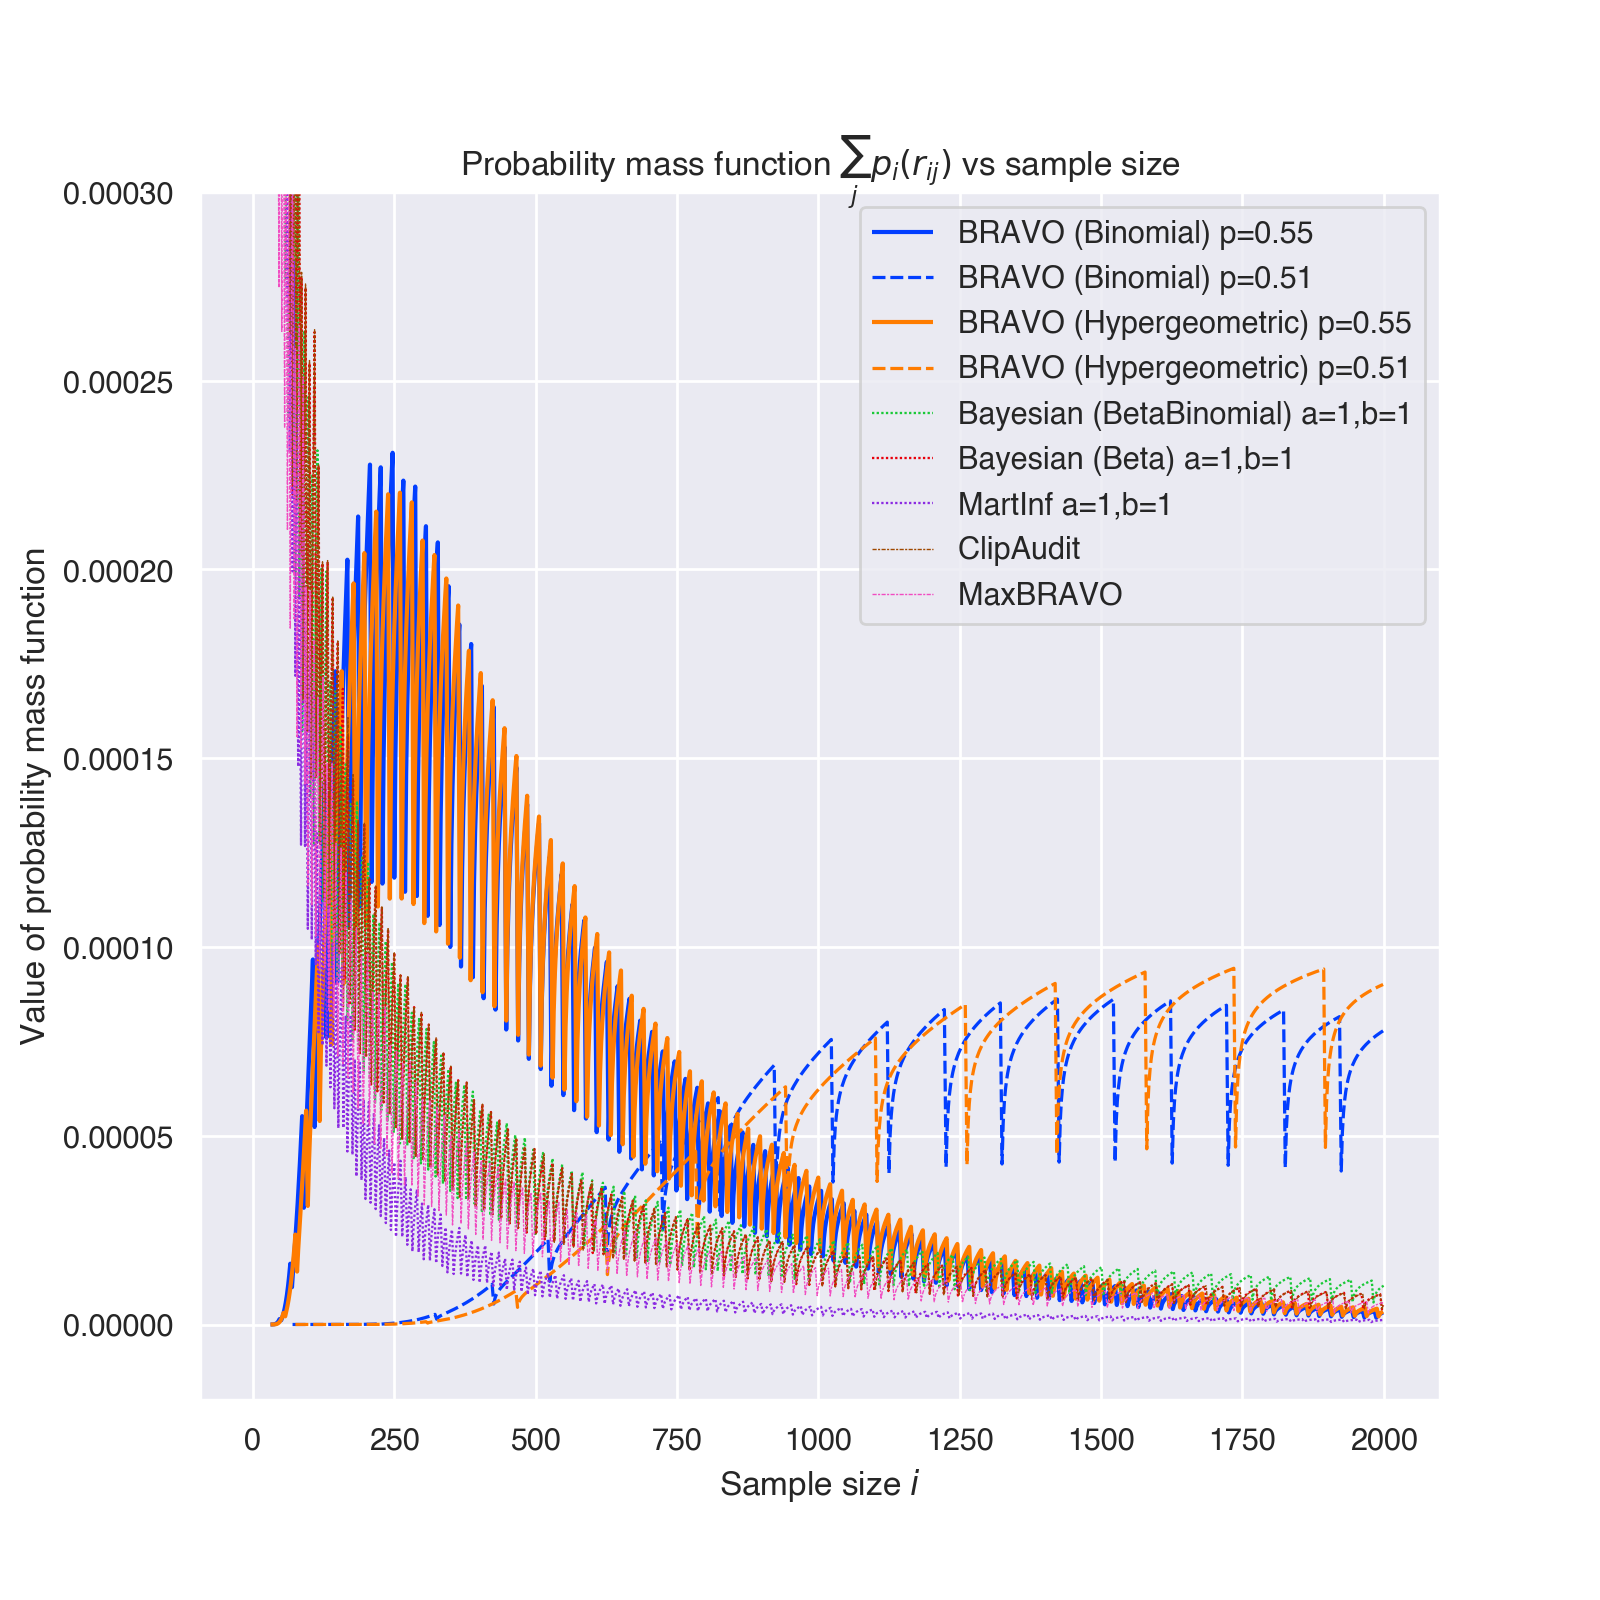 Probability mass function ∑_j p_i(r_ij) vs sample size
0.00030
0.00025
0.00020
0.00015
0.00010
0.00005
0.00000
Value of probability mass function
BRAVO (Binomial) p=0.55
BRAVO (Binomial) p=0.51
BRAVO (Hypergeometric) p=0.55
BRAVO (Hypergeometric) p=0.51
Bayesian (BetaBinomial) a=1,b=1
Bayesian (Beta) a=1,b=1
MartInf a=1,b=1
ClipAudit
MaxBRAVO
0 250 500 750 1000 1250 1500 1750 2000
Sample size i